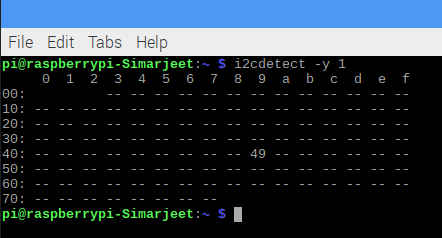 File Edit Tabs Help
pi@raspberrypi-Simarjeet:~ $ i2cdetect -y 1
     0  1  2  3  4  5  6  7  8  9  a  b  c  d  e  f
00:          -- -- -- -- -- -- -- -- -- -- -- -- --
10: -- -- -- -- -- -- -- -- -- -- -- -- -- -- -- --
20: -- -- -- -- -- -- -- -- -- -- -- -- -- -- -- --
30: -- -- -- -- -- -- -- -- -- -- -- -- -- -- -- --
40: -- -- -- -- -- -- -- -- -- 49 -- -- -- -- -- --
50: -- -- -- -- -- -- -- -- -- -- -- -- -- -- -- --
60: -- -- -- -- -- -- -- -- -- -- -- -- -- -- -- --
70: -- -- -- -- -- -- -- --
pi@raspberrypi-Simarjeet:~ $